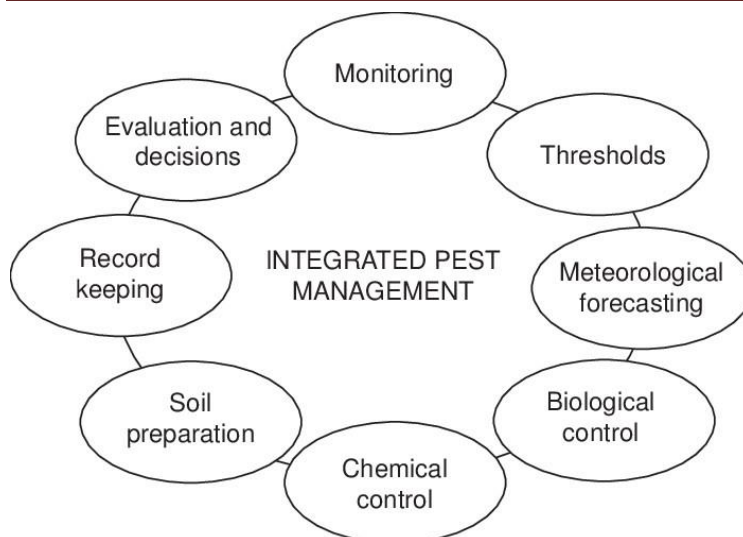 Monitoring
Evaluation and
decisions
Thresholds
Record
keeping
INTEGRATED PEST
MANAGEMENT
Meteorological
forecasting
Soil
preparation
Biological
control
Chemical
control